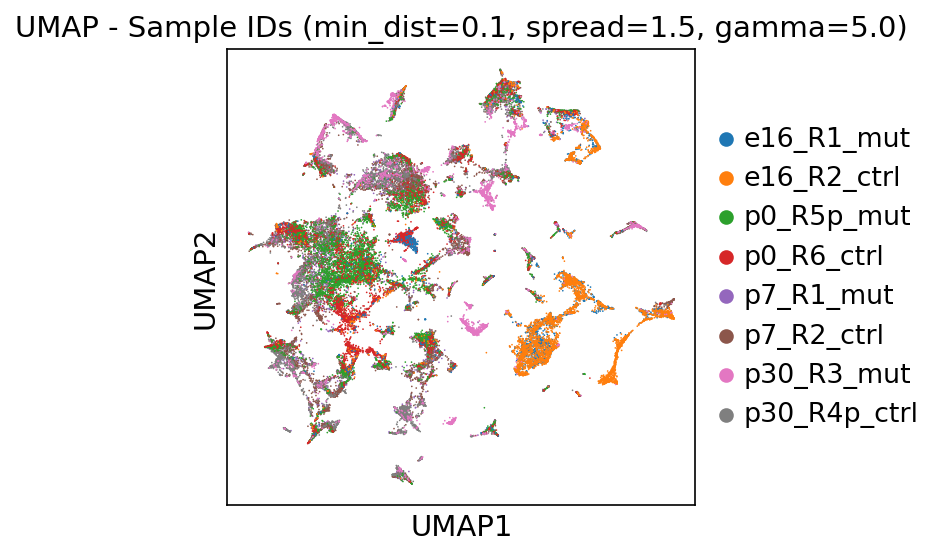 UMAP - Sample IDs (min_dist=0.1, spread=1.5, gamma=5.0)
UMAP2
UMAP1
e16_R1_mut
e16_R2_ctrl
p0_R5p_mut
p0_R6_ctrl
p7_R1_mut
p7_R2_ctrl
p30_R3_mut
p30_R4p_ctrl